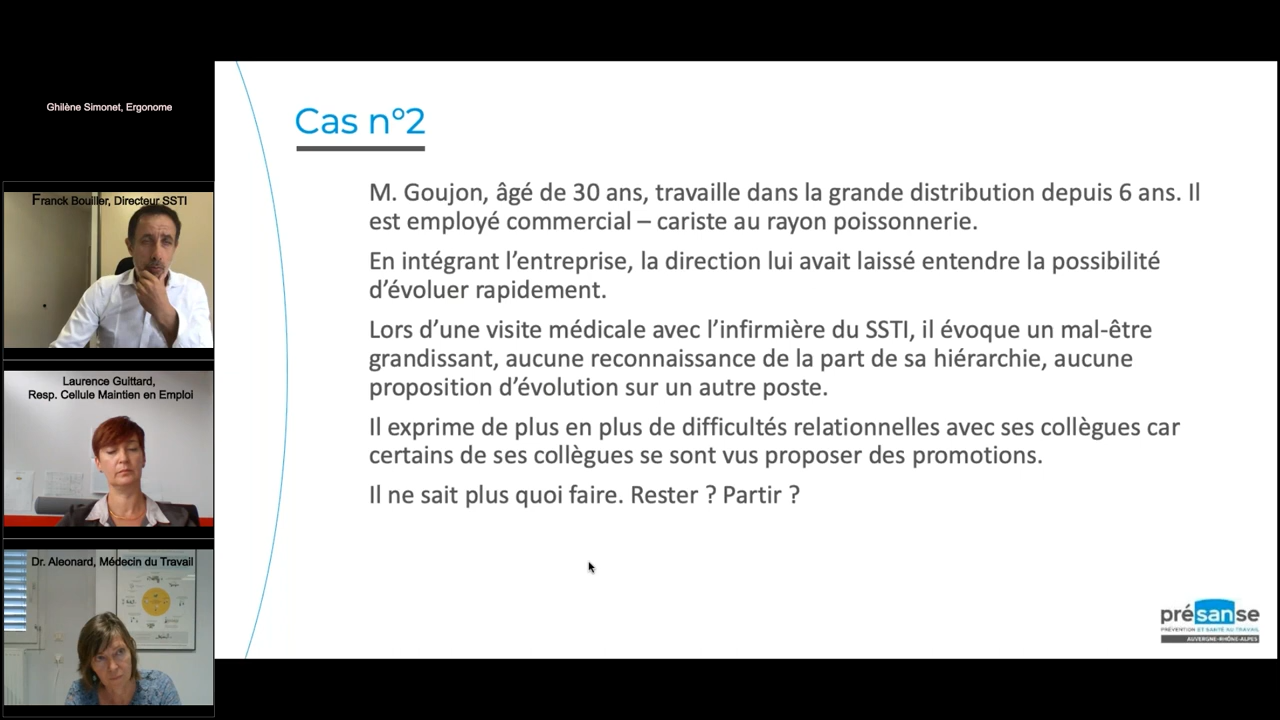 Ghilène Simonet, Ergonome
Franck Bouiller, Directeur SSTI
Laurence Guittard,
Resp. Cellule Maintien en Emploi
Dr. Aleonard, Médecin du Travail
Cas n°2
M. Goujon, âgé de 30 ans, travaille dans la grande distribution depuis 6 ans. Il
est employé commercial – cariste au rayon poissonnerie.
En intégrant l’entreprise, la direction lui avait laissé entendre la possibilité
d’évoluer rapidement.
Lors d’une visite médicale avec l’infirmière du SSTI, il évoque un mal-être
grandissant, aucune reconnaissance de la part de sa hiérarchie, aucune
proposition d’évolution sur un autre poste.
Il exprime de plus en plus de difficultés relationnelles avec ses collègues car
certains de ses collègues se sont vus proposer des promotions.
Il ne sait plus quoi faire. Rester ? Partir ?
présanse
PRÉVENTION ET SANTÉ AU TRAVAIL
AUVERGNE-RHÔNE-ALPES